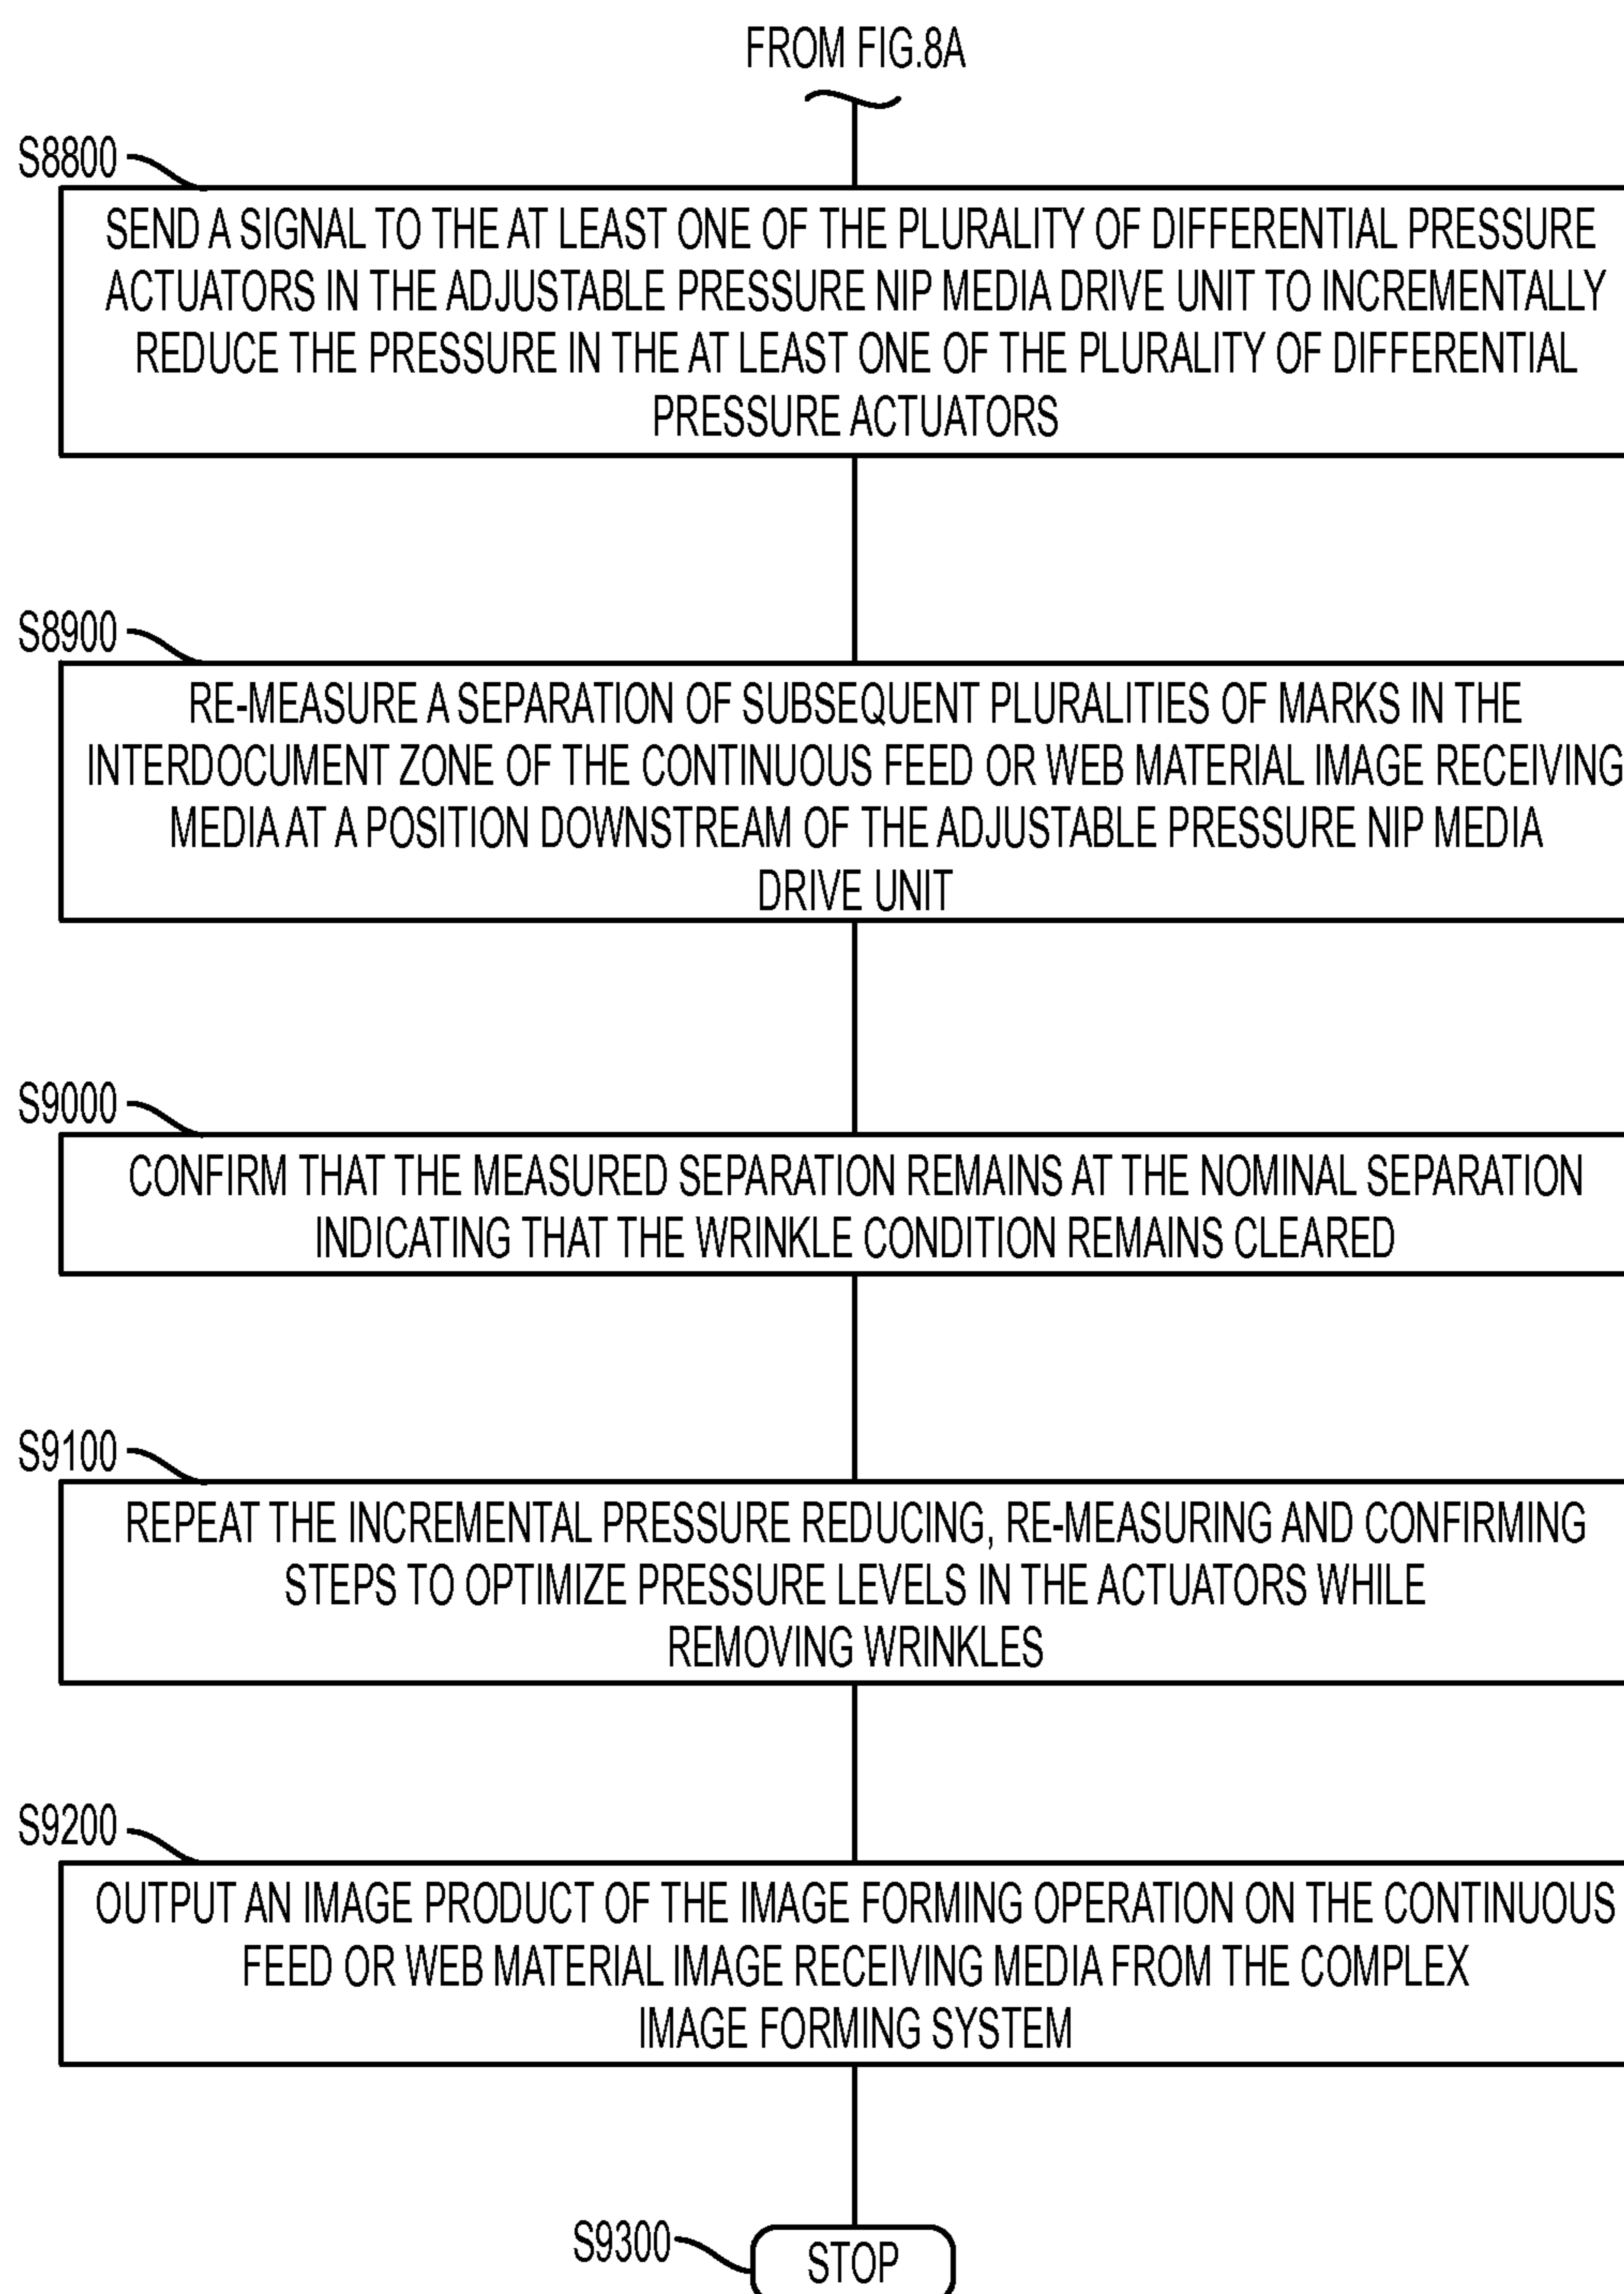 FROM FIG.8A
S8800
SEND A SIGNAL TO THE AT LEAST ONE OF THE PLURALITY OF DIFFERENTIAL PRESSURE
ACTUATORS IN THE ADJUSTABLE PRESSURE NIP MEDIA DRIVE UNIT TO INCREMENTALLY
REDUCE THE PRESSURE IN THE AT LEAST ONE OF THE PLURALITY OF DIFFERENTIAL
PRESSURE ACTUATORS
S8900
RE-MEASURE A SEPARATION OF SUBSEQUENT PLURALITIES OF MARKS IN THE
INTERDOCUMENT ZONE OF THE CONTINUOUS FEED OR WEB MATERIAL IMAGE RECEIVING
MEDIA AT A POSITION DOWNSTREAM OF THE ADJUSTABLE PRESSURE NIP MEDIA
DRIVE UNIT
S9000
CONFIRM THAT THE MEASURED SEPARATION REMAINS AT THE NOMINAL SEPARATION
INDICATING THAT THE WRINKLE CONDITION REMAINS CLEARED
S9100
REPEAT THE INCREMENTAL PRESSURE REDUCING, RE-MEASURING AND CONFIRMING
STEPS TO OPTIMIZE PRESSURE LEVELS IN THE ACTUATORS WHILE
REMOVING WRINKLES
S9200
OUTPUT AN IMAGE PRODUCT OF THE IMAGE FORMING OPERATION ON THE CONTINUOUS
FEED OR WEB MATERIAL IMAGE RECEIVING MEDIA FROM THE COMPLEX
IMAGE FORMING SYSTEM
S9300
STOP